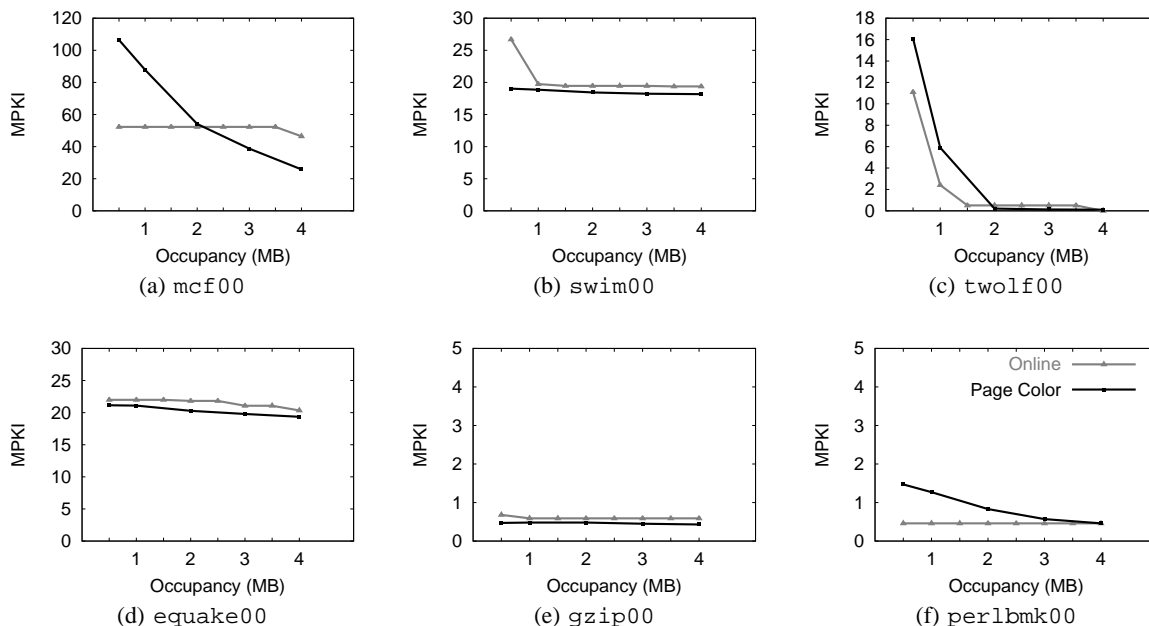 120
100
80
60
40
20
0
MPKI
1 2 3 4
Occupancy (MB)
(a) mcf00
30
25
20
15
10
5
0
MPKI
1 2 3 4
Occupancy (MB)
(b) swim00
18
16
14
12
10
8
6
4
2
0
MPKI
1 2 3 4
Occupancy (MB)
(c) twolf00
30
25
20
15
10
5
0
MPKI
1 2 3 4
Occupancy (MB)
(d) equake00
5
4
3
2
1
0
MPKI
1 2 3 4
Occupancy (MB)
(e) gzip00
5
4
3
2
1
0
MPKI
Online
Page Color
1 2 3 4
Occupancy (MB)
(f) perlbmk00